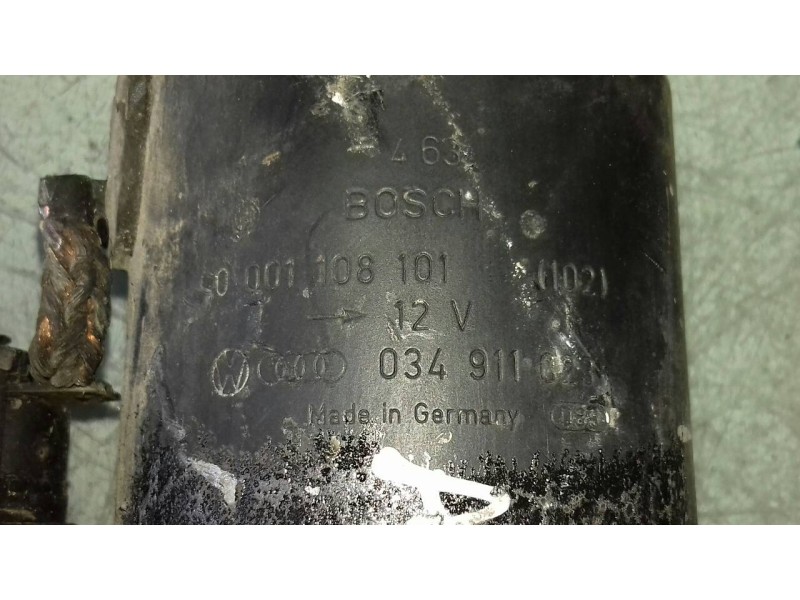 4 63
BOSCH
0 001 108 101 (102)
→ 12 V
034 911
Made in Germany